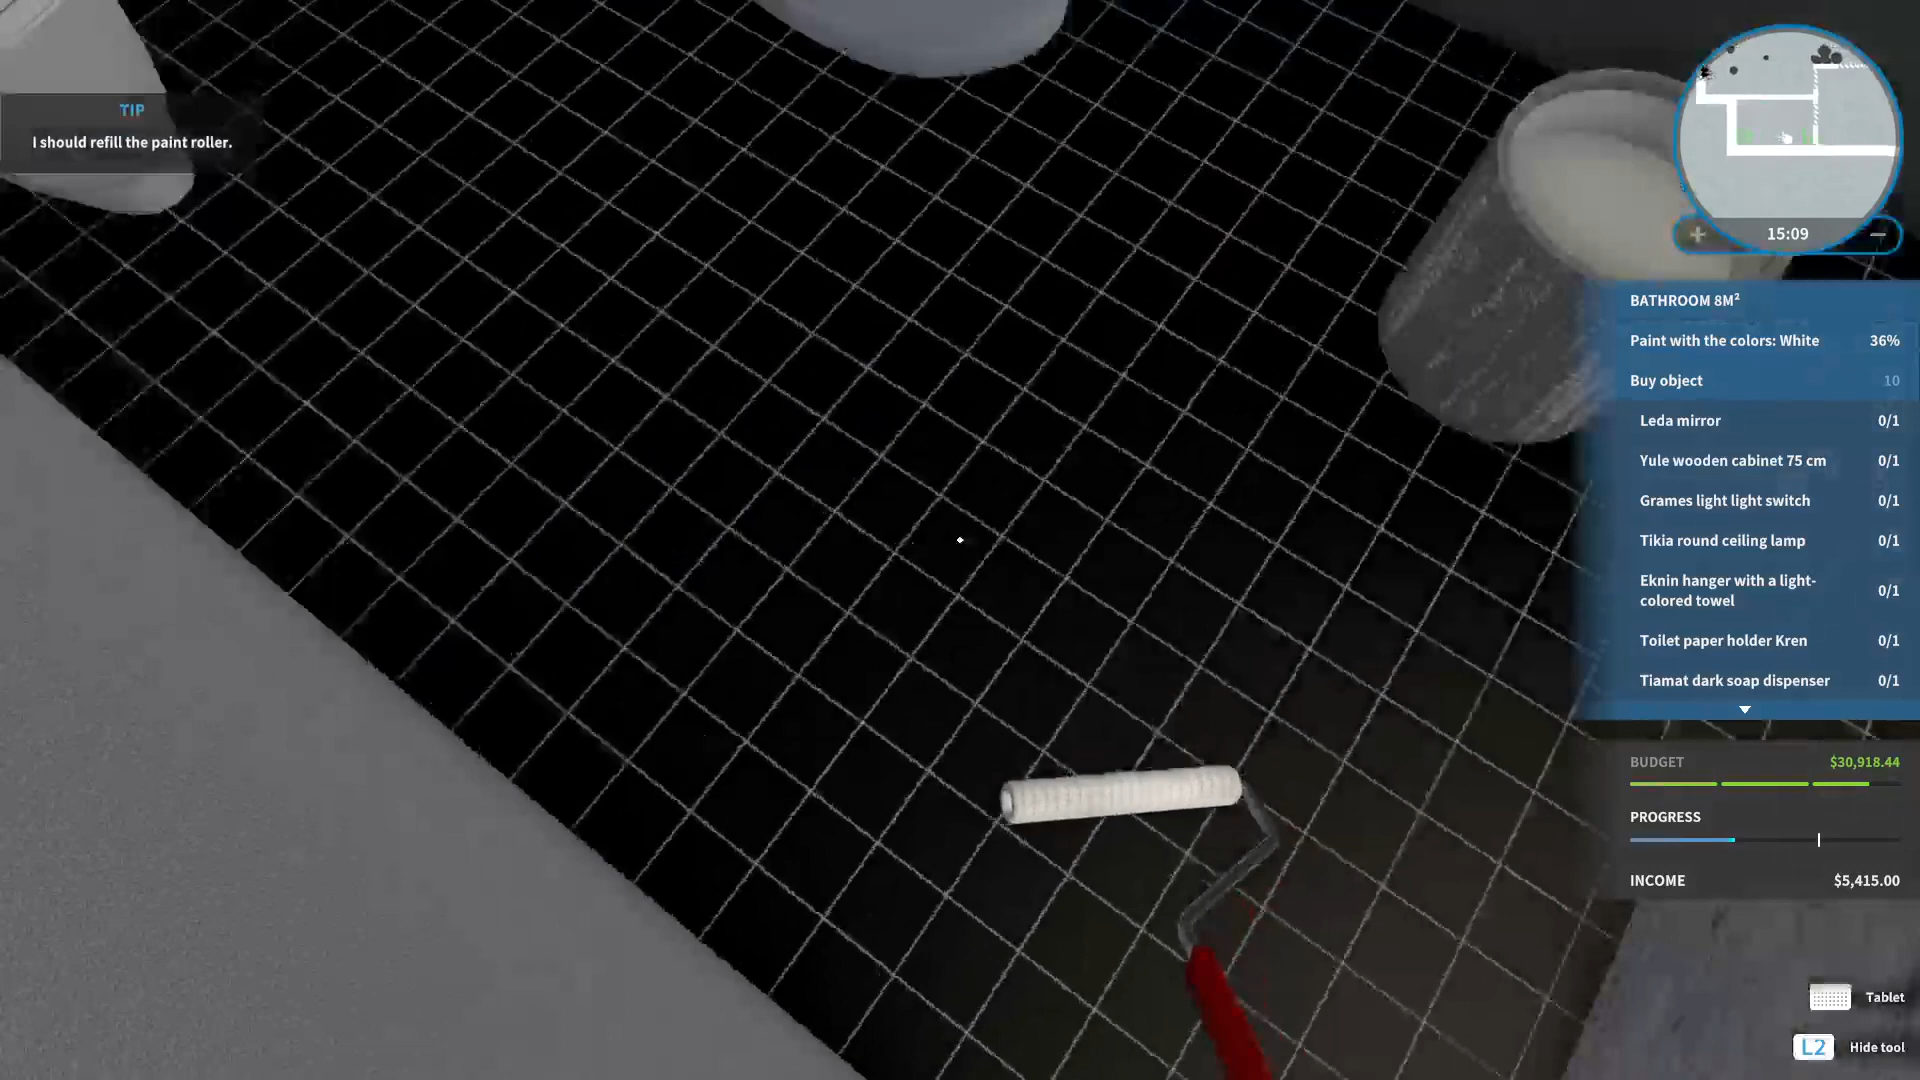 TIP
I should refill the paint roller.
15:09
BATHROOM 8M²
Paint with the colors: White 36%
Buy object 10
Leda mirror 0/1
Yule wooden cabinet 75 cm 0/1
Grames light light switch 0/1
Tikia round ceiling lamp 0/1
Eknin hanger with a light-
colored towel 0/1
Toilet paper holder Kren 0/1
Tiamat dark soap dispenser 0/1
BUDGET $30,918.44
PROGRESS
INCOME $5,415.00
Tablet
L2 Hide tool